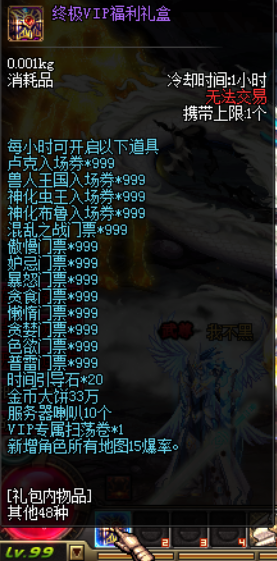 终极VIP福利礼盒
0.001kg
消耗品
冷却时间:1小时
无法交易
携带上限:1个
每小时可开启以下道具
卢克入场券*999
兽人王国入场券*999
神化虫王入场券*999
神化布鲁入场券*999
混乱之战门票*999
傲慢门票*999
妒忌门票*999
暴怒门票*999
贪食门票*999
懒惰门票*999
贪婪门票*999
色欲门票*999
普雷门票*999
时间引导石*20
金币大饼33万
服务器喇叭10个
VIP专属扫荡卷*1
新增角色所有地图15爆率。
我不黑
[礼包内物品]
其他48种
Lv.99
2
3
4